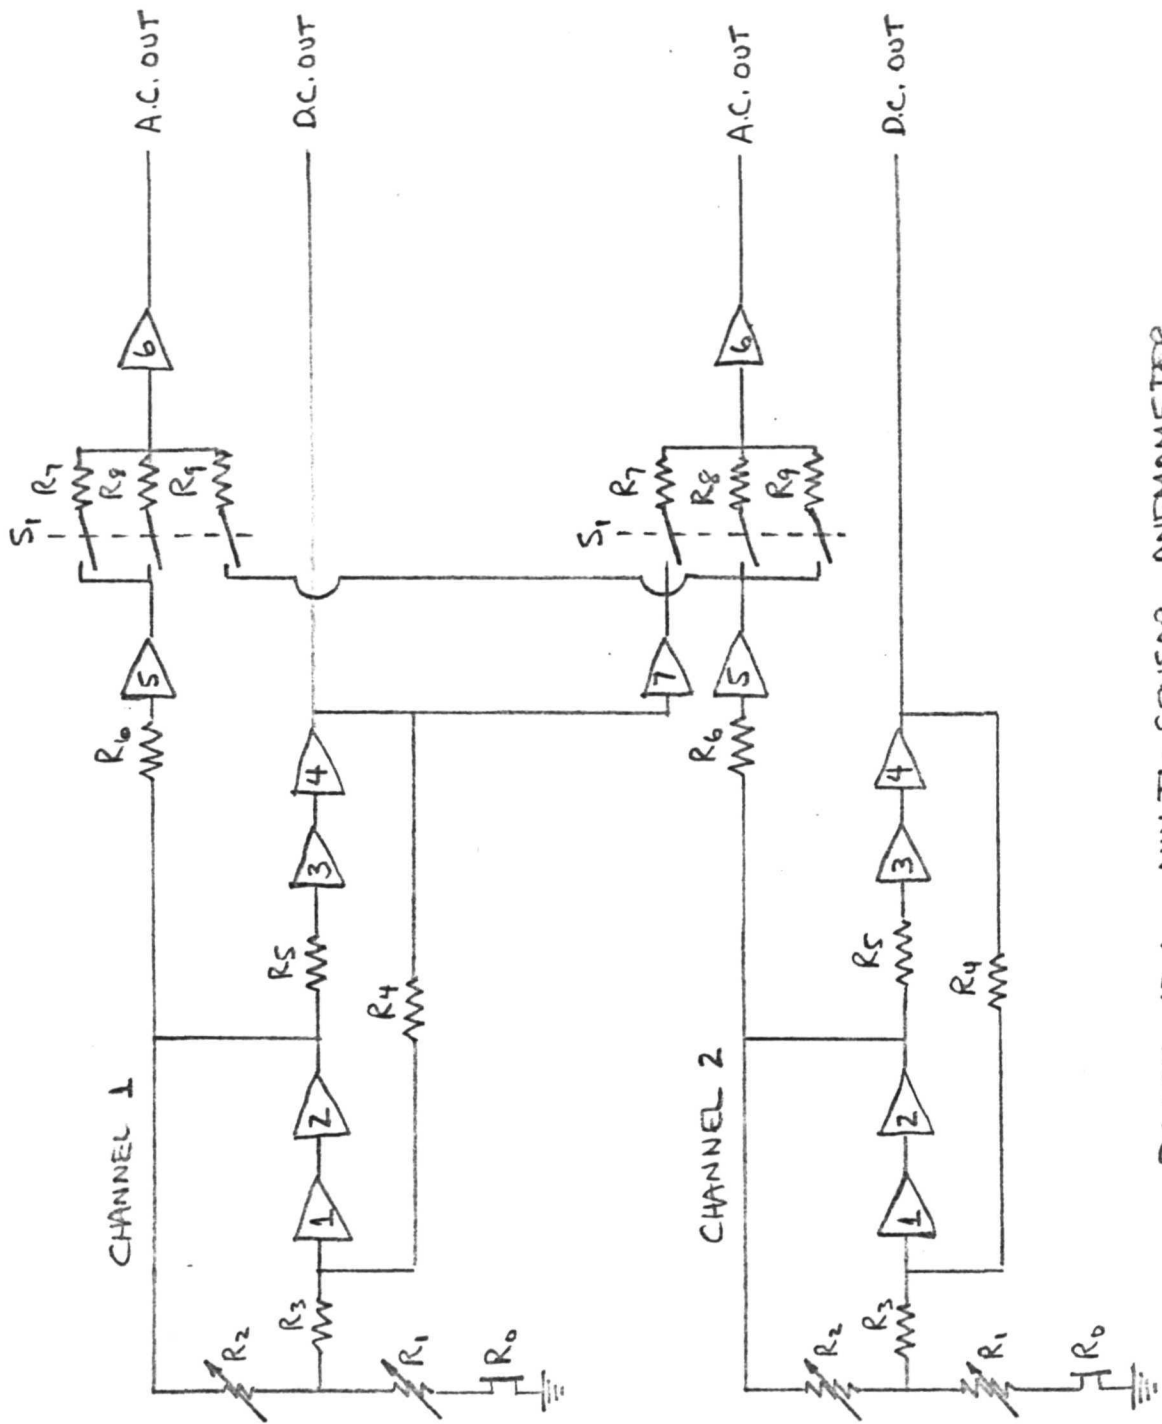 CHANNEL 1
R2
R1
R0
R3
1
2
R4
R5
3
4
R6
5
S1
R7
R8
R9
6
A.C. OUT
D.C. OUT
CHANNEL 2
R2
R1
R0
R3
1
2
R4
R5
3
4
R6
5
7
S1
R7
R8
R9
6
A.C. OUT
D.C. OUT
ANEMOMETER